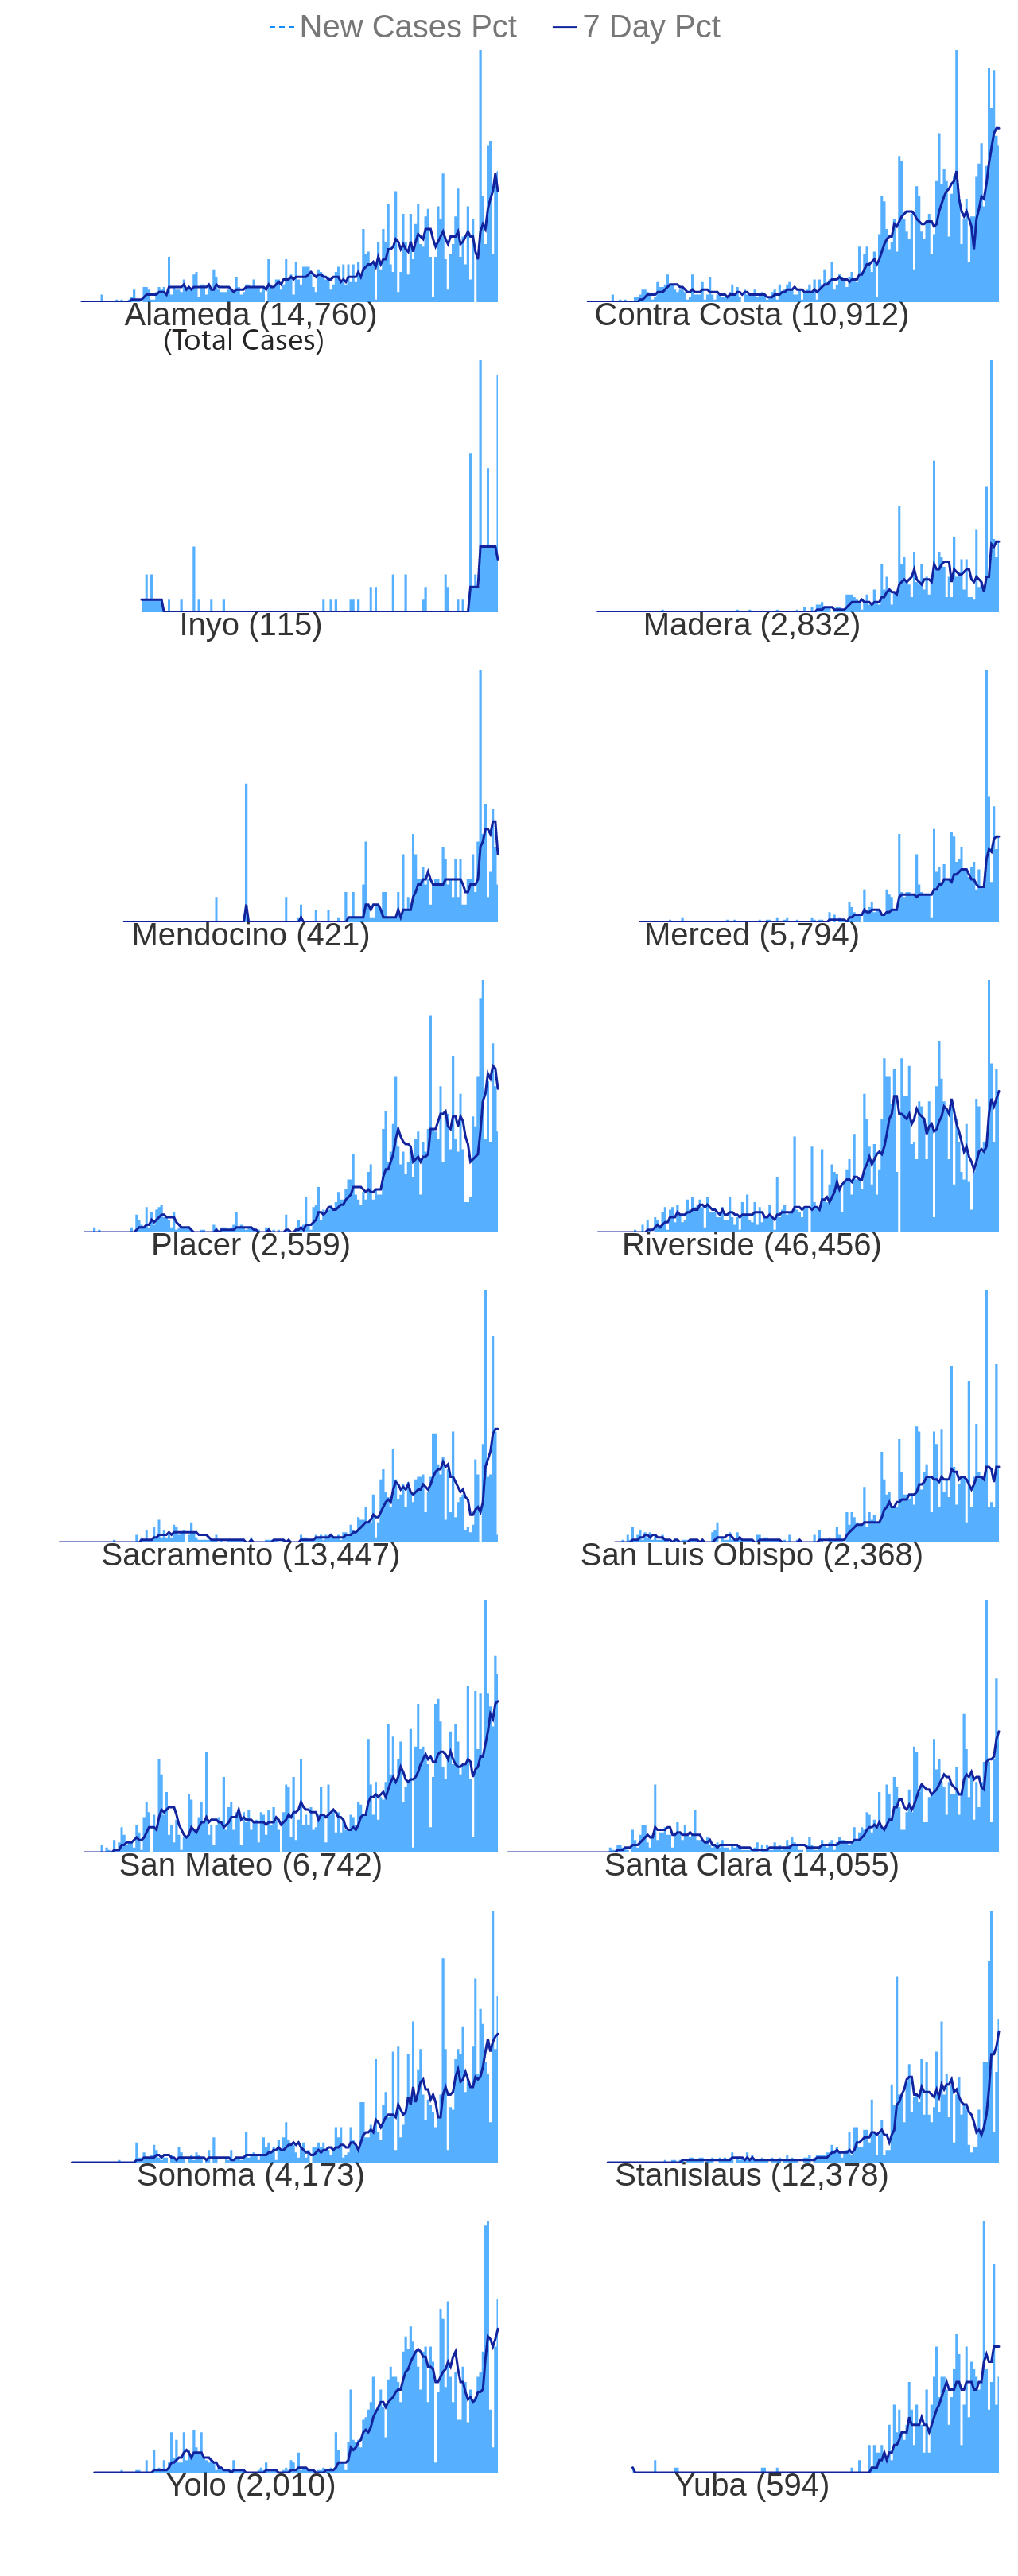 New Cases Pct 7 Day Pct
Alameda (14,760) Contra Costa (10,912)
(Total Cases)
Inyo (115) Madera (2,832)
Mendocino (421) Merced (5,794)
Placer (2,559) Riverside (46,456)
Sacramento (13,447) San Luis Obispo (2,368)
San Mateo (6,742) Santa Clara (14,055)
Sonoma (4,173) Stanislaus (12,378)
Yolo (2,010) Yuba (594)